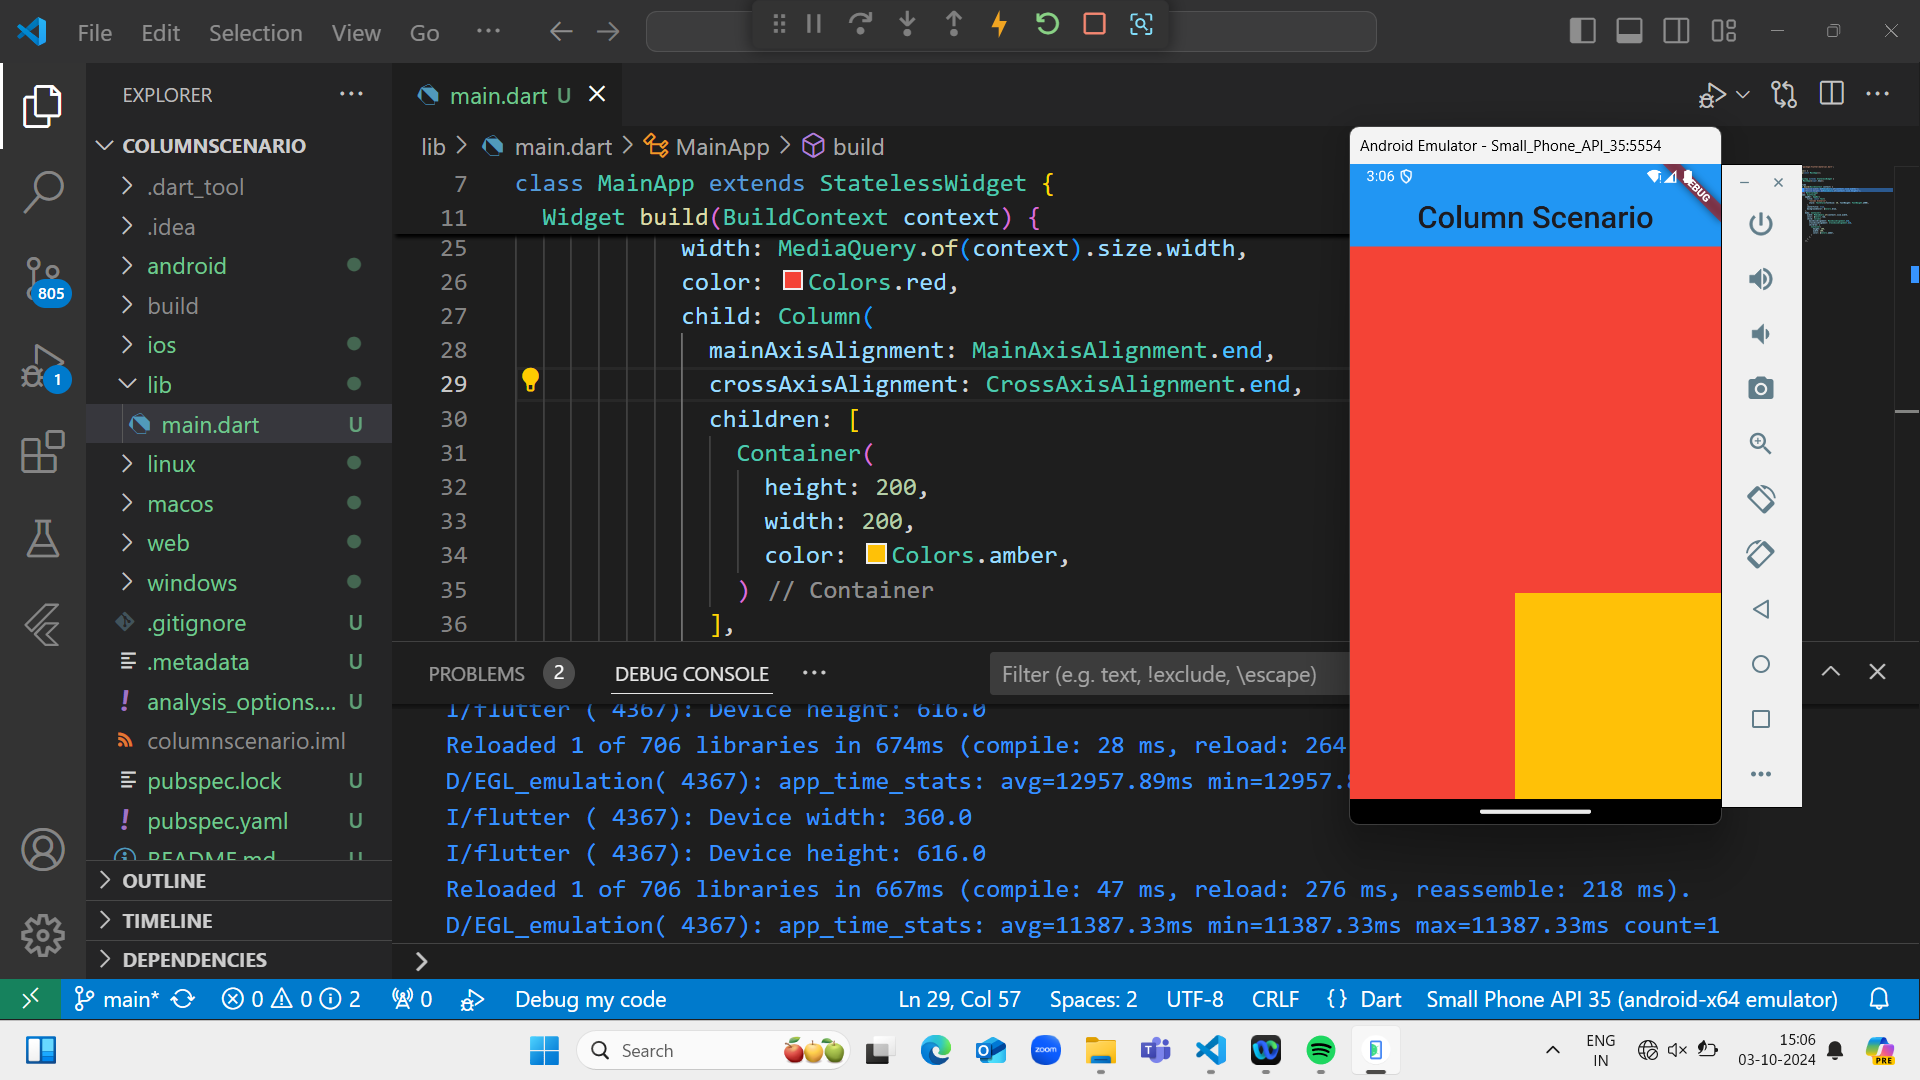 File Edit Selection View Go ···
EXPLORER
main.dart U
COLUMNSCENARIO
.dart_tool
.idea
android
build
ios
lib
main.dart U
linux
macos
web
windows
.gitignore U
.metadata U
analysis_options.... U
columnscenario.iml
pubspec.lock U
pubspec.yaml U
README.md U
OUTLINE
TIMELINE
DEPENDENCIES
805
1
lib > main.dart > MainApp > build
7 class MainApp extends StatelessWidget {
11 Widget build(BuildContext context) {
25 width: MediaQuery.of(context).size.width,
26 color: Colors.red,
27 child: Column(
28 mainAxisAlignment: MainAxisAlignment.end,
29 crossAxisAlignment: CrossAxisAlignment.end,
30 children: [
31 Container(
32 height: 200,
33 width: 200,
34 color: Colors.amber,
35 ) // Container
36 ],
PROBLEMS 2 DEBUG CONSOLE ···
Filter (e.g. text, !exclude, \escape)
I/flutter ( 4367): Device height: 616.0
Reloaded 1 of 706 libraries in 674ms (compile: 28 ms, reload: 264
D/EGL_emulation( 4367): app_time_stats: avg=12957.89ms min=12957.8
I/flutter ( 4367): Device width: 360.0
I/flutter ( 4367): Device height: 616.0
Reloaded 1 of 706 libraries in 667ms (compile: 47 ms, reload: 276 ms, reassemble: 218 ms).
D/EGL_emulation( 4367): app_time_stats: avg=11387.33ms min=11387.33ms max=11387.33ms count=1
Android Emulator - Small_Phone_API_35:5554
3:06
DEBUG
Column Scenario
main* 0 0 2 0 Debug my code Ln 29, Col 57 Spaces: 2 UTF-8 CRLF {} Dart Small Phone API 35 (android-x64 emulator)
Search
zoom
ENG
IN
15:06
03-10-2024
PRE